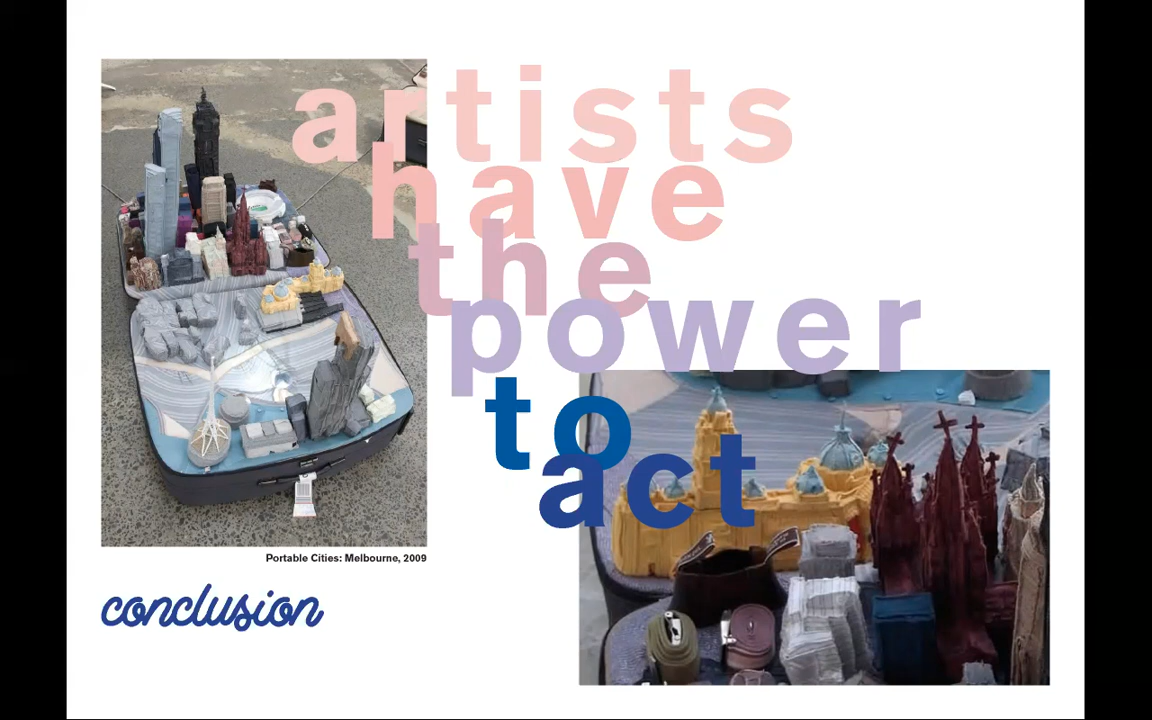 artists
have
the
power
to
act
Portable Cities: Melbourne, 2009
conclusion